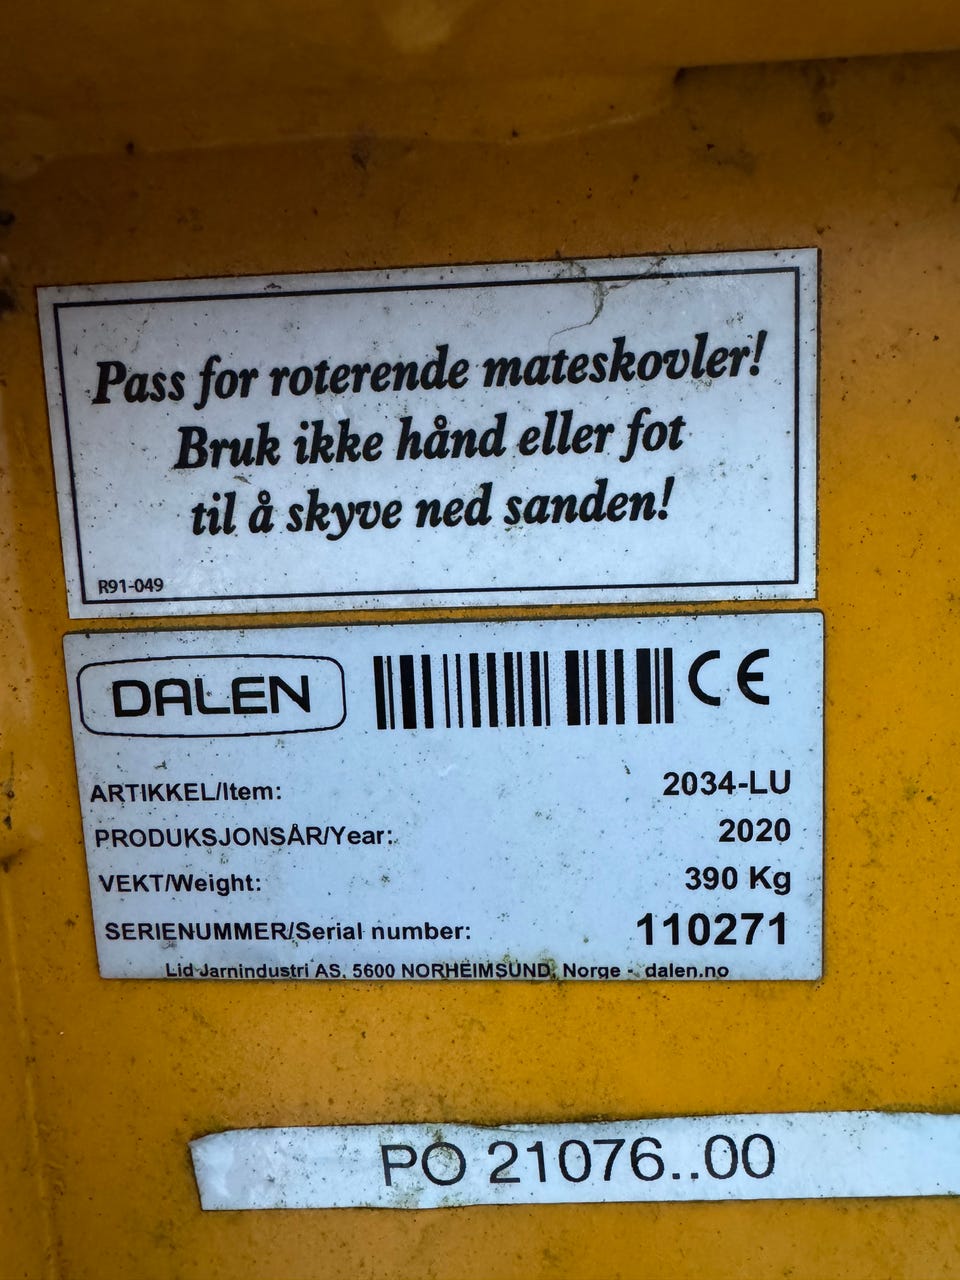 Pass for roterende mateskovler!
Bruk ikke hånd eller fot
til å skyve ned sanden!
R91-049
DALEN CE
ARTIKKEL/Item: 2034-LU
PRODUKSJONSÅR/Year: 2020
VEKT/Weight: 390 Kg
SERIENUMMER/Serial number: 110271
Lid Jarnindustri AS, 5600 NORHEIMSUND, Norge - dalen.no
PO 21076..00